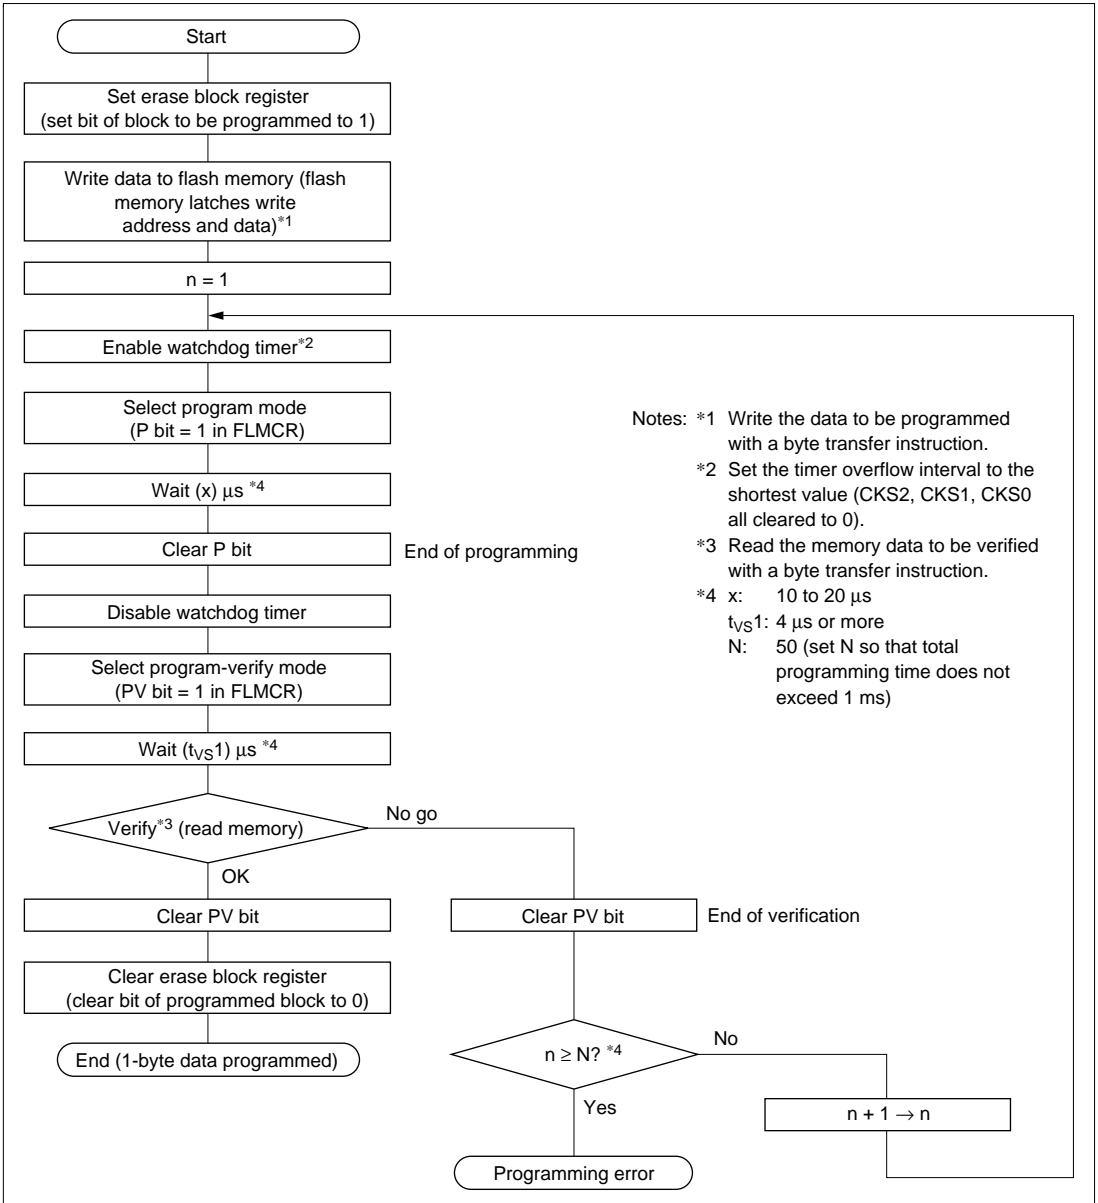 Start
Set erase block register
(set bit of block to be programmed to 1)
Write data to flash memory (flash
memory latches write
address and data)*1
n = 1
Enable watchdog timer*2
Select program mode
(P bit = 1 in FLMCR)
Wait (x) μs *4
Clear P bit
End of programming
Disable watchdog timer
Select program-verify mode
(PV bit = 1 in FLMCR)
Wait (tVS1) μs *4
Verify*3 (read memory)
No go
OK
Clear PV bit
Clear erase block register
(clear bit of programmed block to 0)
End (1-byte data programmed)
Clear PV bit
End of verification
n ≥ N? *4
No
Yes
n + 1 → n
Programming error
Notes: *1 Write the data to be programmed
with a byte transfer instruction.
*2 Set the timer overflow interval to the
shortest value (CKS2, CKS1, CKS0
all cleared to 0).
*3 Read the memory data to be verified
with a byte transfer instruction.
*4 x: 10 to 20 μs
tVS1: 4 μs or more
N: 50 (set N so that total
programming time does not
exceed 1 ms)